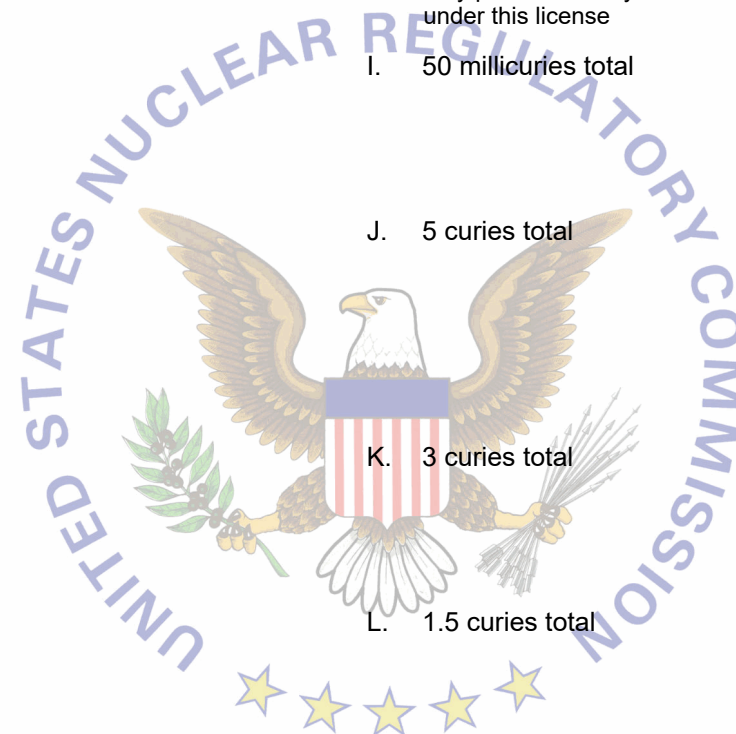 under this license
I. 50 millicuries total
J. 5 curies total
K. 3 curies total
L. 1.5 curies total
UNITED STATES NUCLEAR REGULATORY COMMISSION